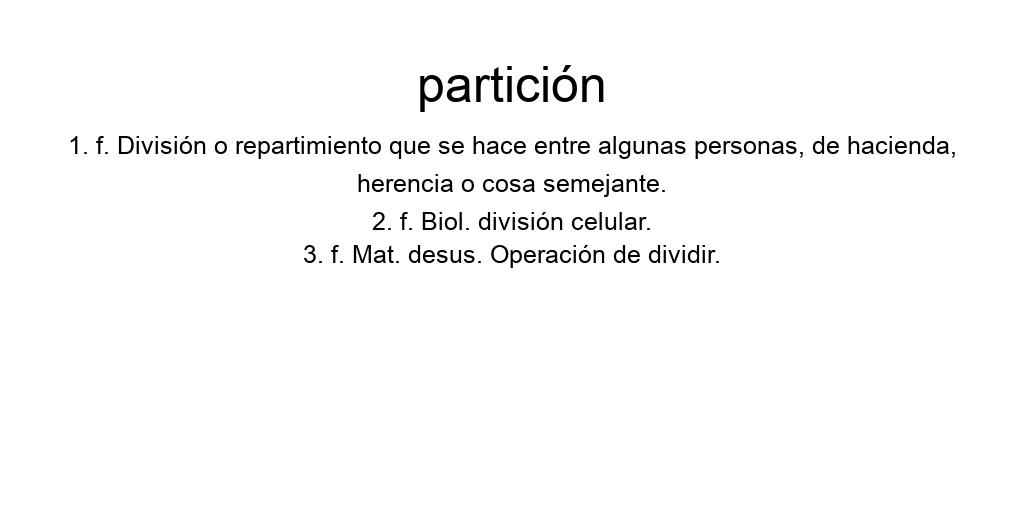 partición
1. f. División o repartimiento que se hace entre algunas personas, de hacienda,
herencia o cosa semejante.
2. f. Biol. división celular.
3. f. Mat. desus. Operación de dividir.